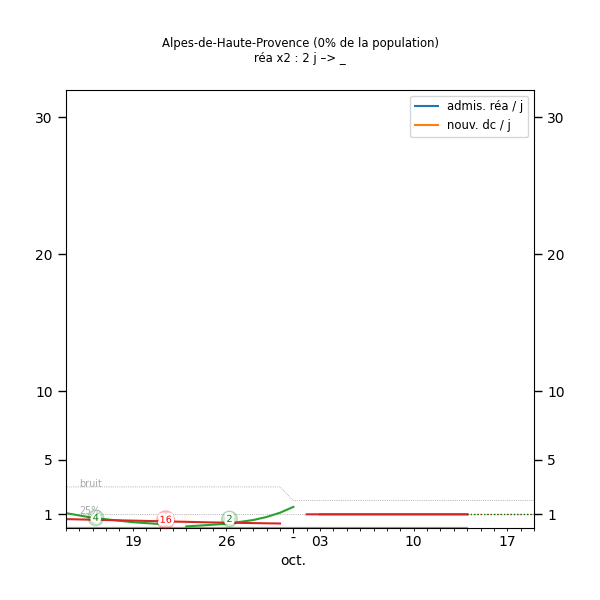 Alpes-de-Haute-Provence (0% de la population)
réa x2 : 2 j –> _
admis. réa / j
nouv. dc / j
30 30
20 20
10 10
5 5
bruit
25%
4 16 2
1 1
19 26 - 03 10 17
oct.